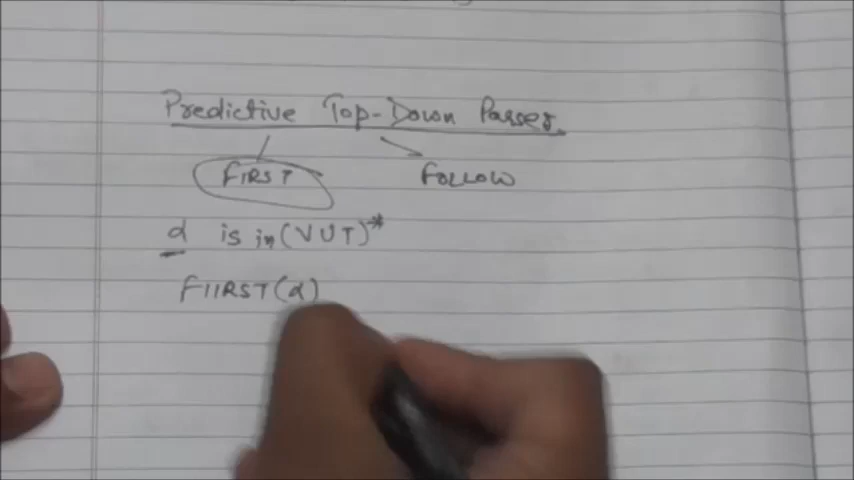 Predictive Top-Down Parser.
FIRST FOLLOW
α is in (V U T)*
FIIRST(α)